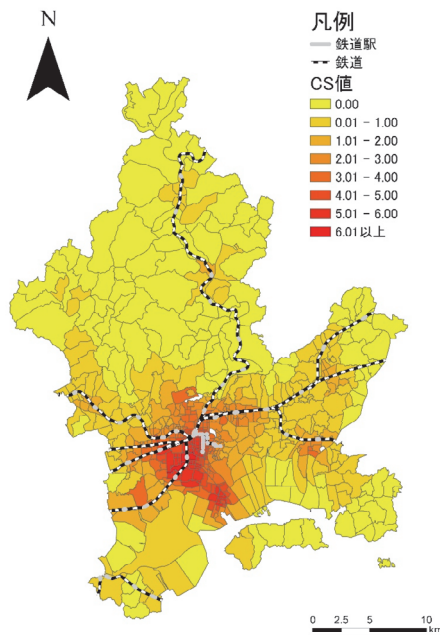 N
凡例
鉄道駅
鉄道
CS値
0.00
0.01 – 1.00
1.01 – 2.00
2.01 – 3.00
3.01 – 4.00
4.01 – 5.00
5.01 – 6.00
6.01以上
0 2.5 5 10
km